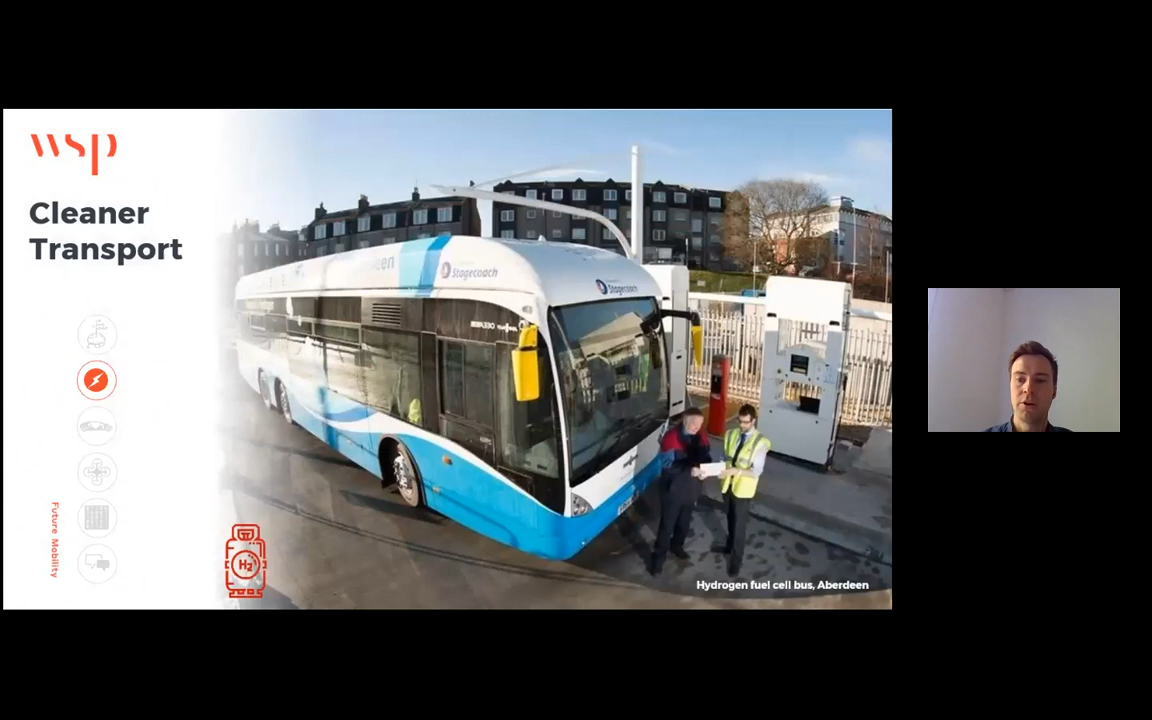 wsp
Cleaner
Transport
Stagecoach
Stagecoach
Future Mobility
H₂
Hydrogen fuel cell bus, Aberdeen